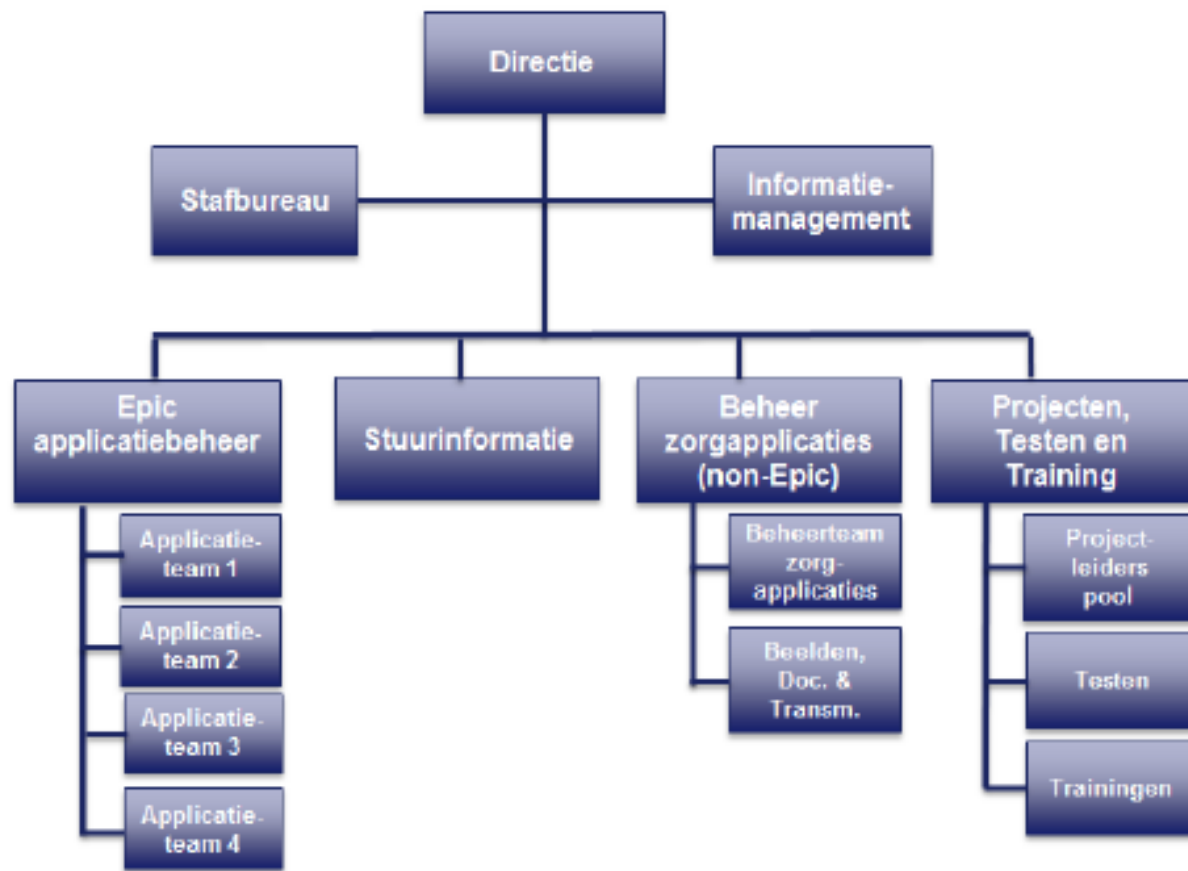 Directie
Stafbureau
Informatie-
management
Epic
applicatiebeheer
Stuurinformatie
Beheer
zorgapplicaties
(non-Epic)
Projecten,
Testen en
Training
Applicatie-
team 1
Applicatie-
team 2
Applicatie-
team 3
Applicatie-
team 4
Beheerteam
zorg-
applicaties
Beelden,
Doc. &
Transm.
Project-
leiders
pool
Testen
Trainingen